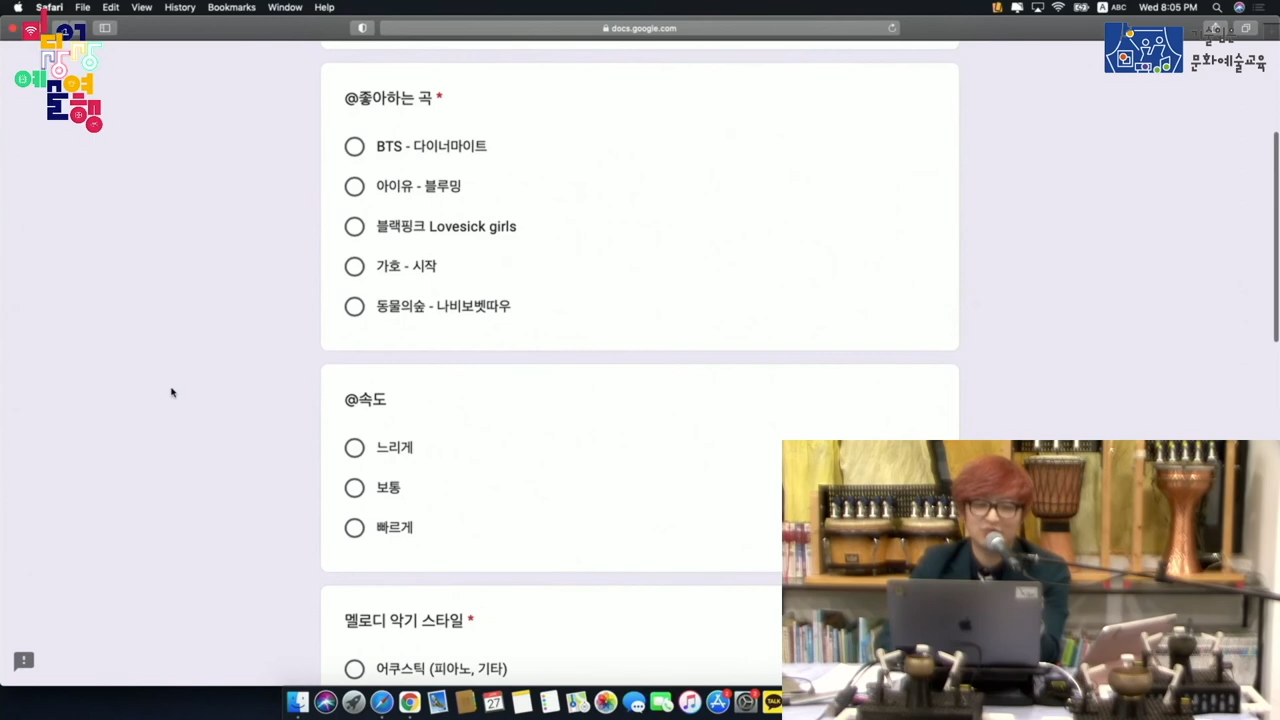 Safari File Edit View History Bookmarks Window Help
ABC Wed 8:05 PM
docs.google.com
문화예술교육
@좋아하는 곡 *
BTS - 다이너마이트
아이유 - 블루밍
블랙핑크 Lovesick girls
가호 - 시작
동물의숲 - 나비보벳따우
@속도
느리게
보통
빠르게
멜로디 악기 스타일 *
어쿠스틱 (피아노, 기타)
27
TALK